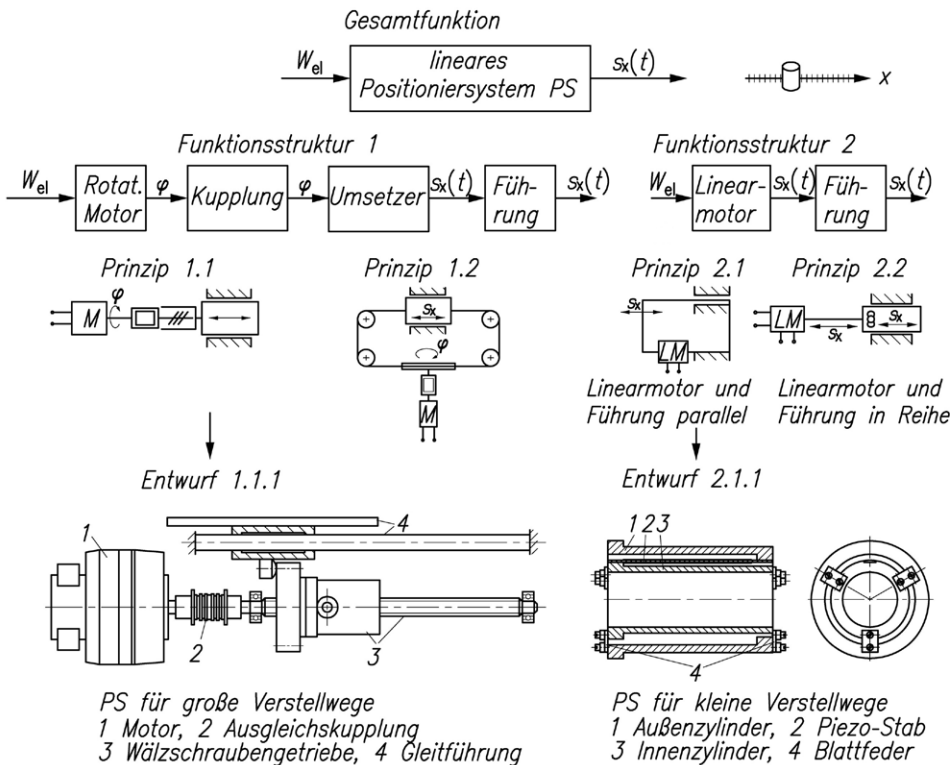 Gesamtfunktion
W_el
lineares
Positioniersystem PS
s_x(t)
x
Funktionsstruktur 1
W_el
Rotat.
Motor
φ
Kupplung
φ
Umsetzer
s_x(t)
Füh-
rung
s_x(t)
Funktionsstruktur 2
W_el
Linear-
motor
s_x(t)
Füh-
rung
s_x(t)
Prinzip 1.1
M
φ
Prinzip 1.2
s_x
φ
M
Prinzip 2.1
s_x
LM
Linearmotor und
Führung parallel
Prinzip 2.2
LM
s_x
s_x
Linearmotor und
Führung in Reihe
Entwurf 1.1.1
1
4
2
3
PS für große Verstellwege
1 Motor, 2 Ausgleichskupplung
3 Wälzschraubengetriebe, 4 Gleitführung
Entwurf 2.1.1
1 2 3
4
PS für kleine Verstellwege
1 Außenzylinder, 2 Piezo-Stab
3 Innenzylinder, 4 Blattfeder